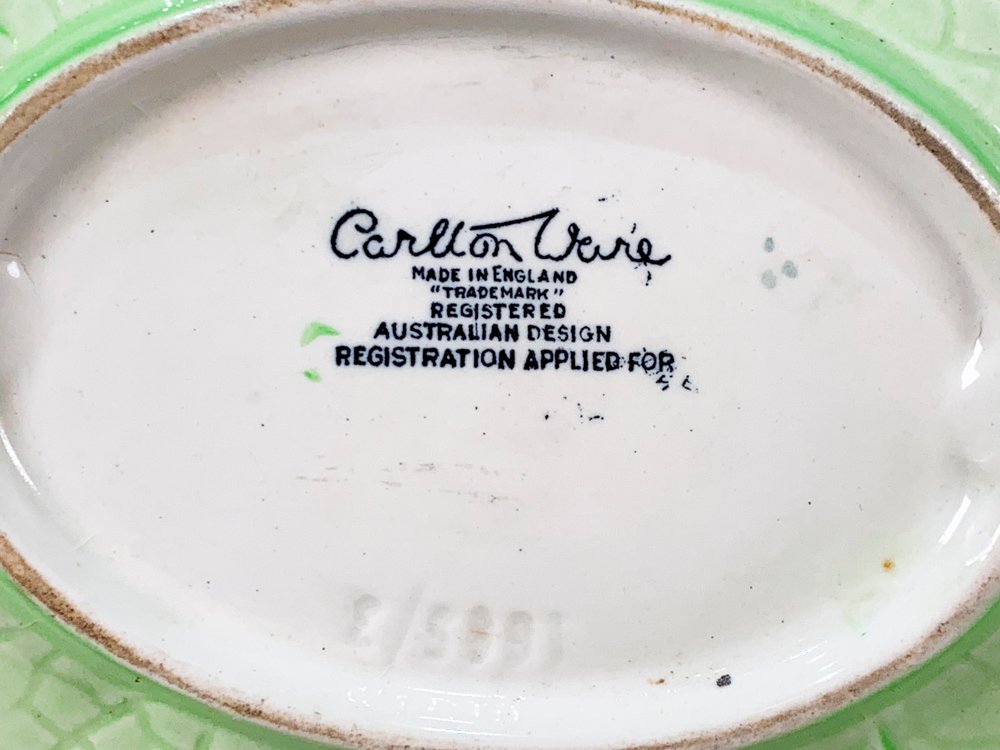 Carlton Ware
MADE IN ENGLAND
"TRADEMARK"
REGISTERED
AUSTRALIAN DESIGN
REGISTRATION APPLIED FOR